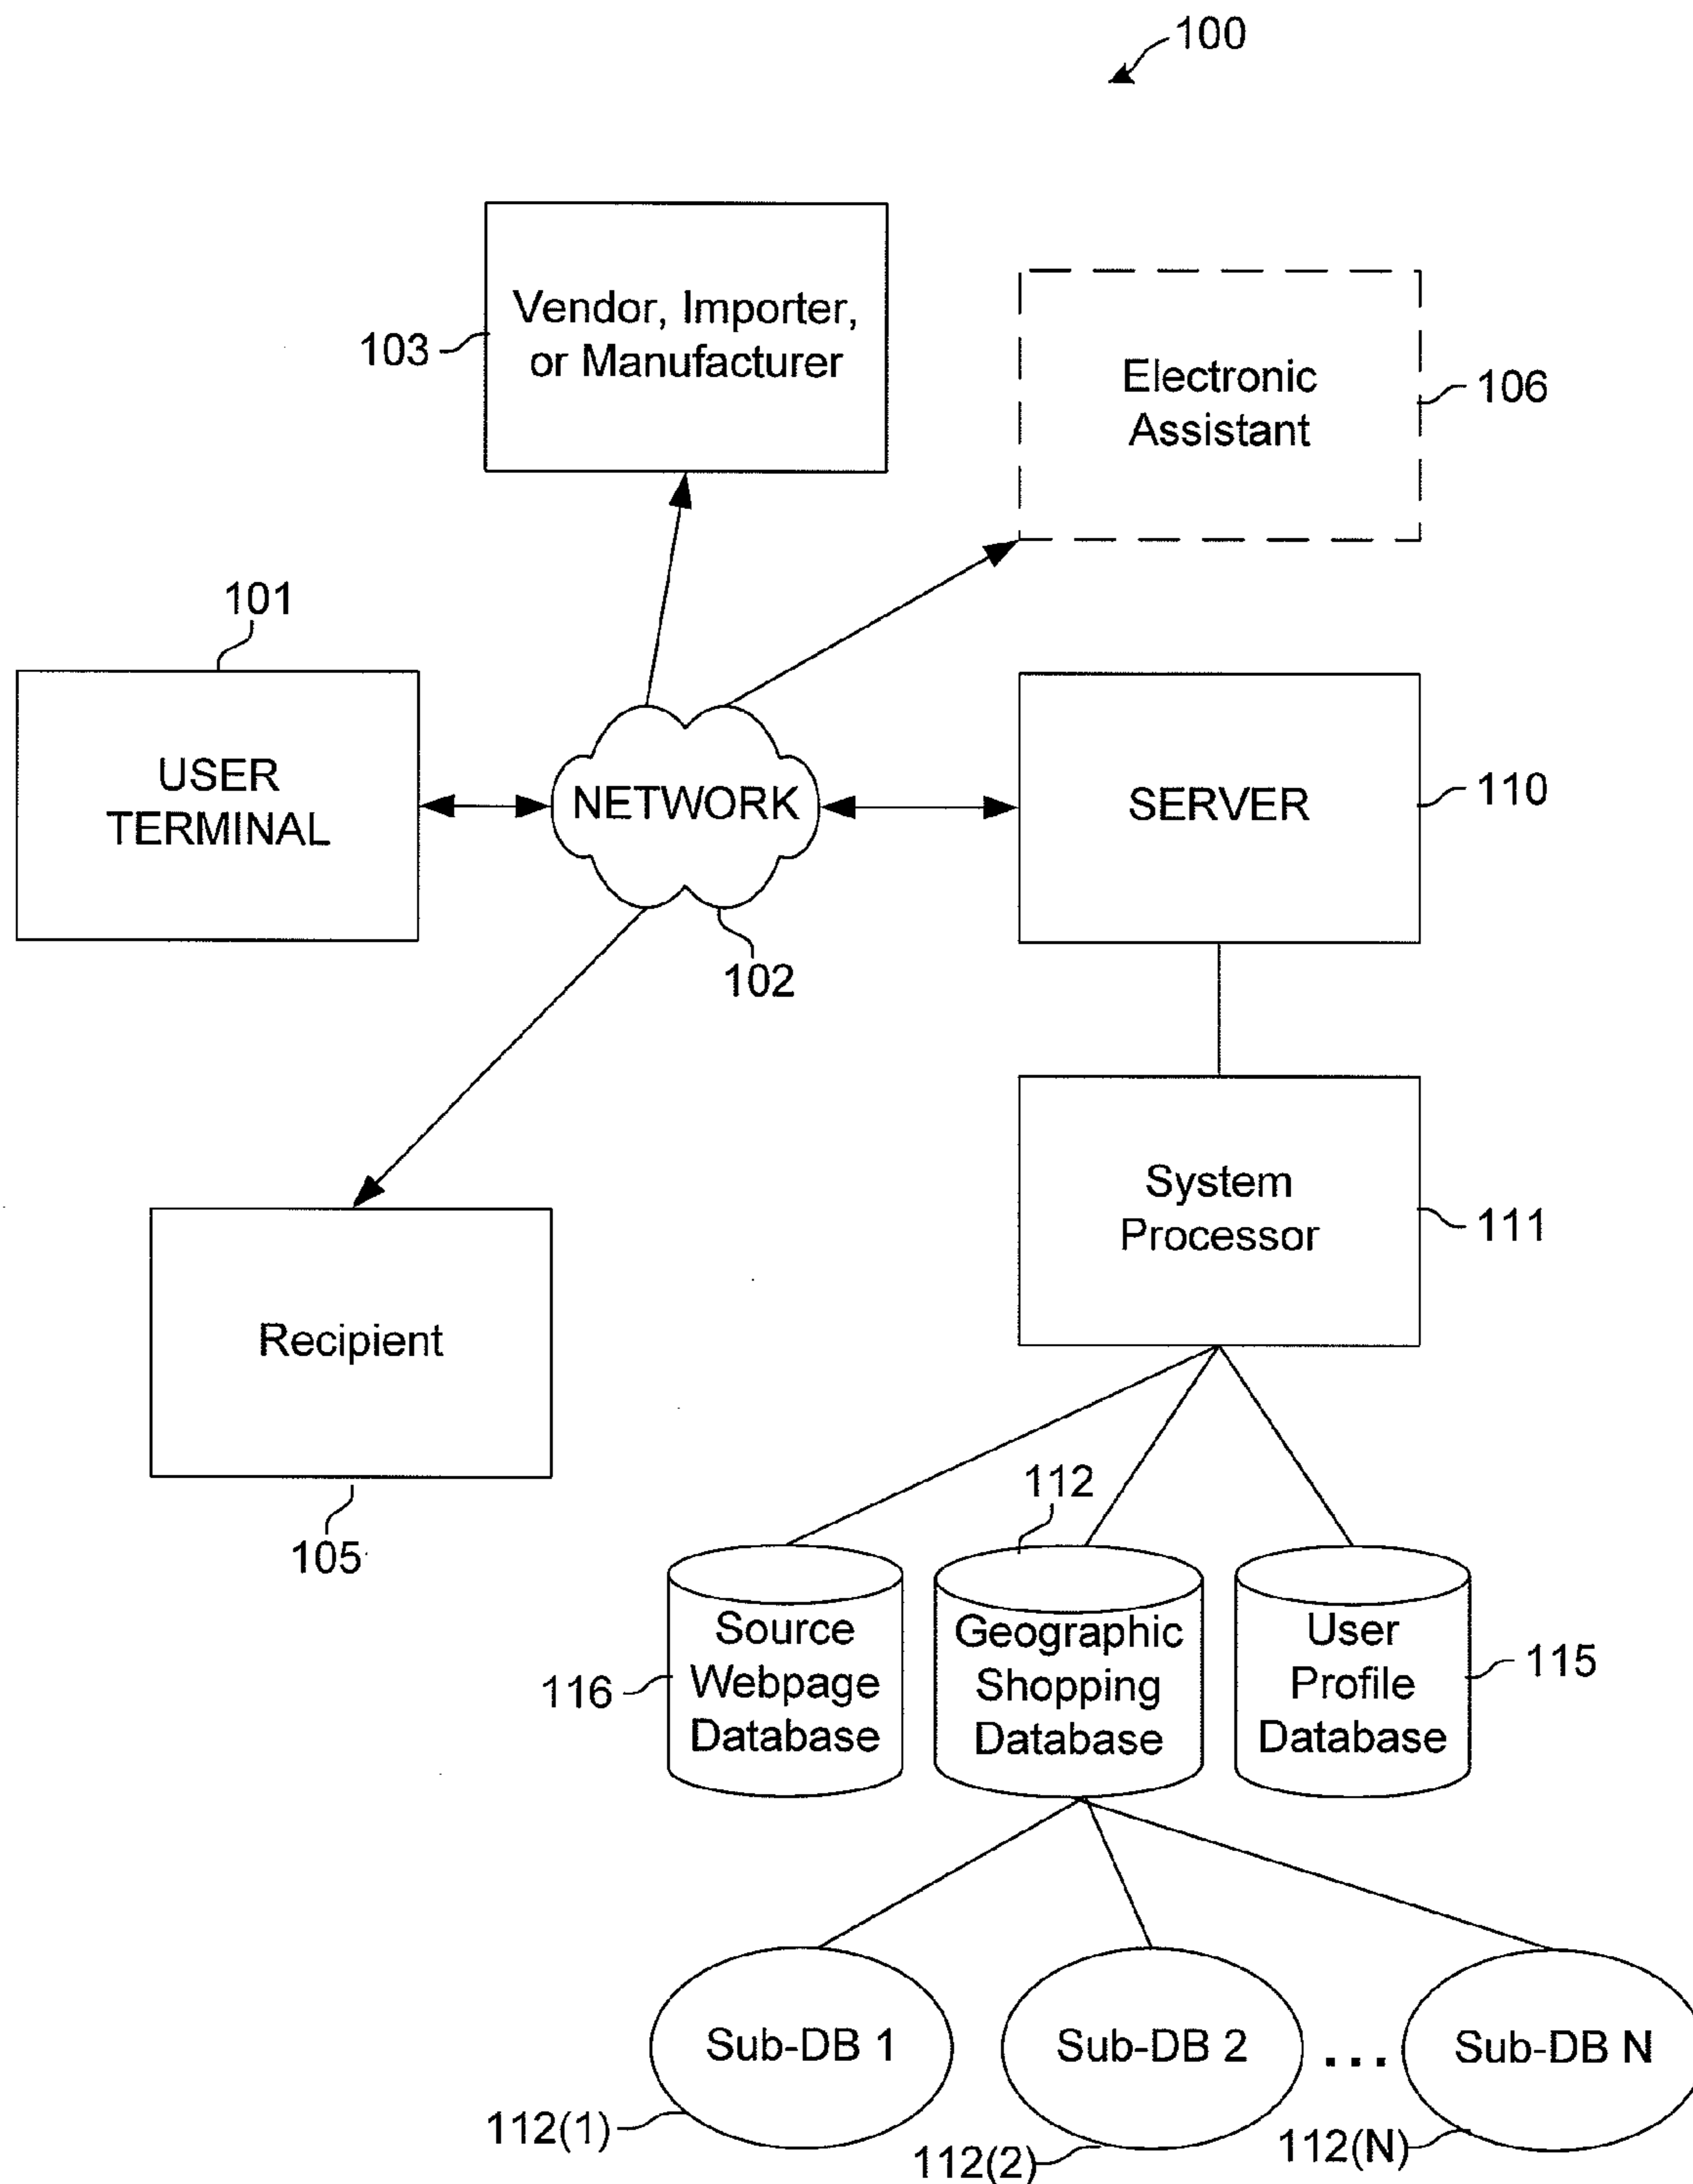 100
Vendor, Importer,
or Manufacturer
103
Electronic
Assistant
106
101
USER
TERMINAL
NETWORK
102
SERVER
110
System
Processor
111
Recipient
105
112
Source
Webpage
Database
116
Geographic
Shopping
Database
User
Profile
Database
115
Sub-DB 1
Sub-DB 2
...
Sub-DB N
112(1)
112(2)
112(N)